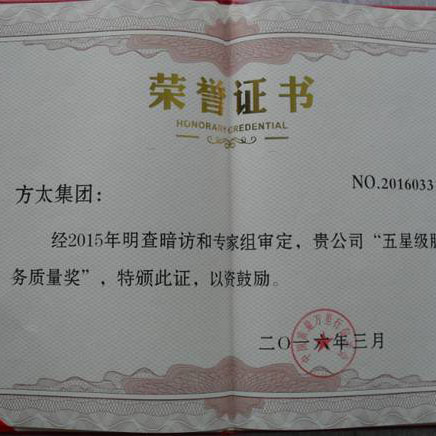 荣誉证书
HONORARY CREDENTIAL
NO.2016033
方太集团：
经2015年明查暗访和专家组审定，贵公司“五星级服
务质量奖”，特颁此证，以资鼓励。
二〇一六年三月